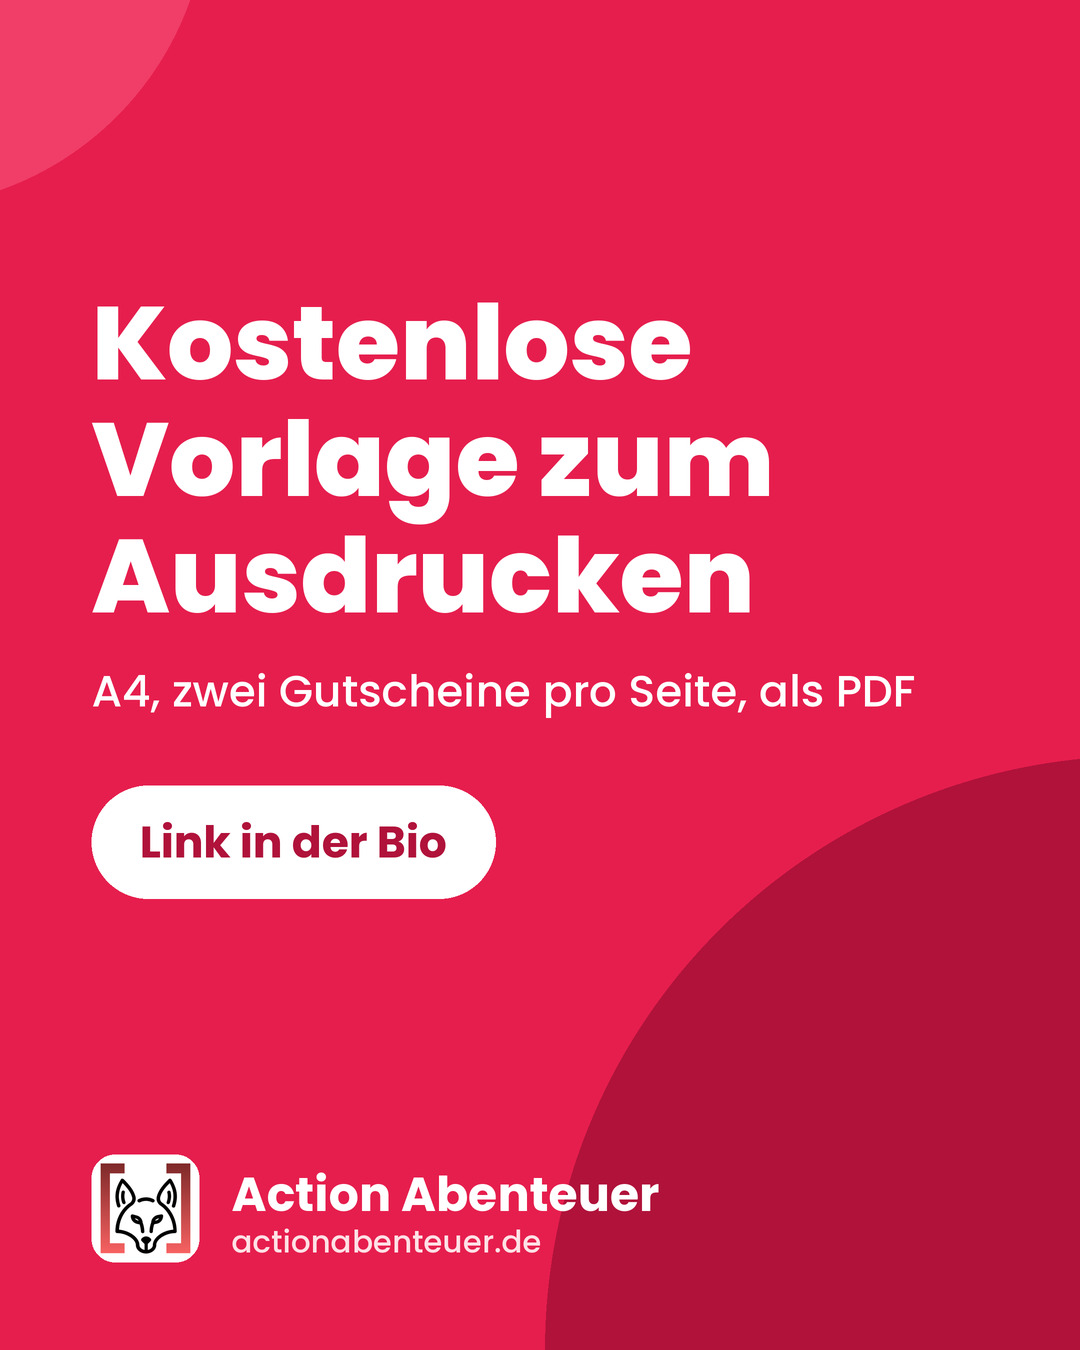 Kostenlose
Vorlage zum
Ausdrucken
A4, zwei Gutscheine pro Seite, als PDF
Link in der Bio
Action Abenteuer
actionabenteuer.de